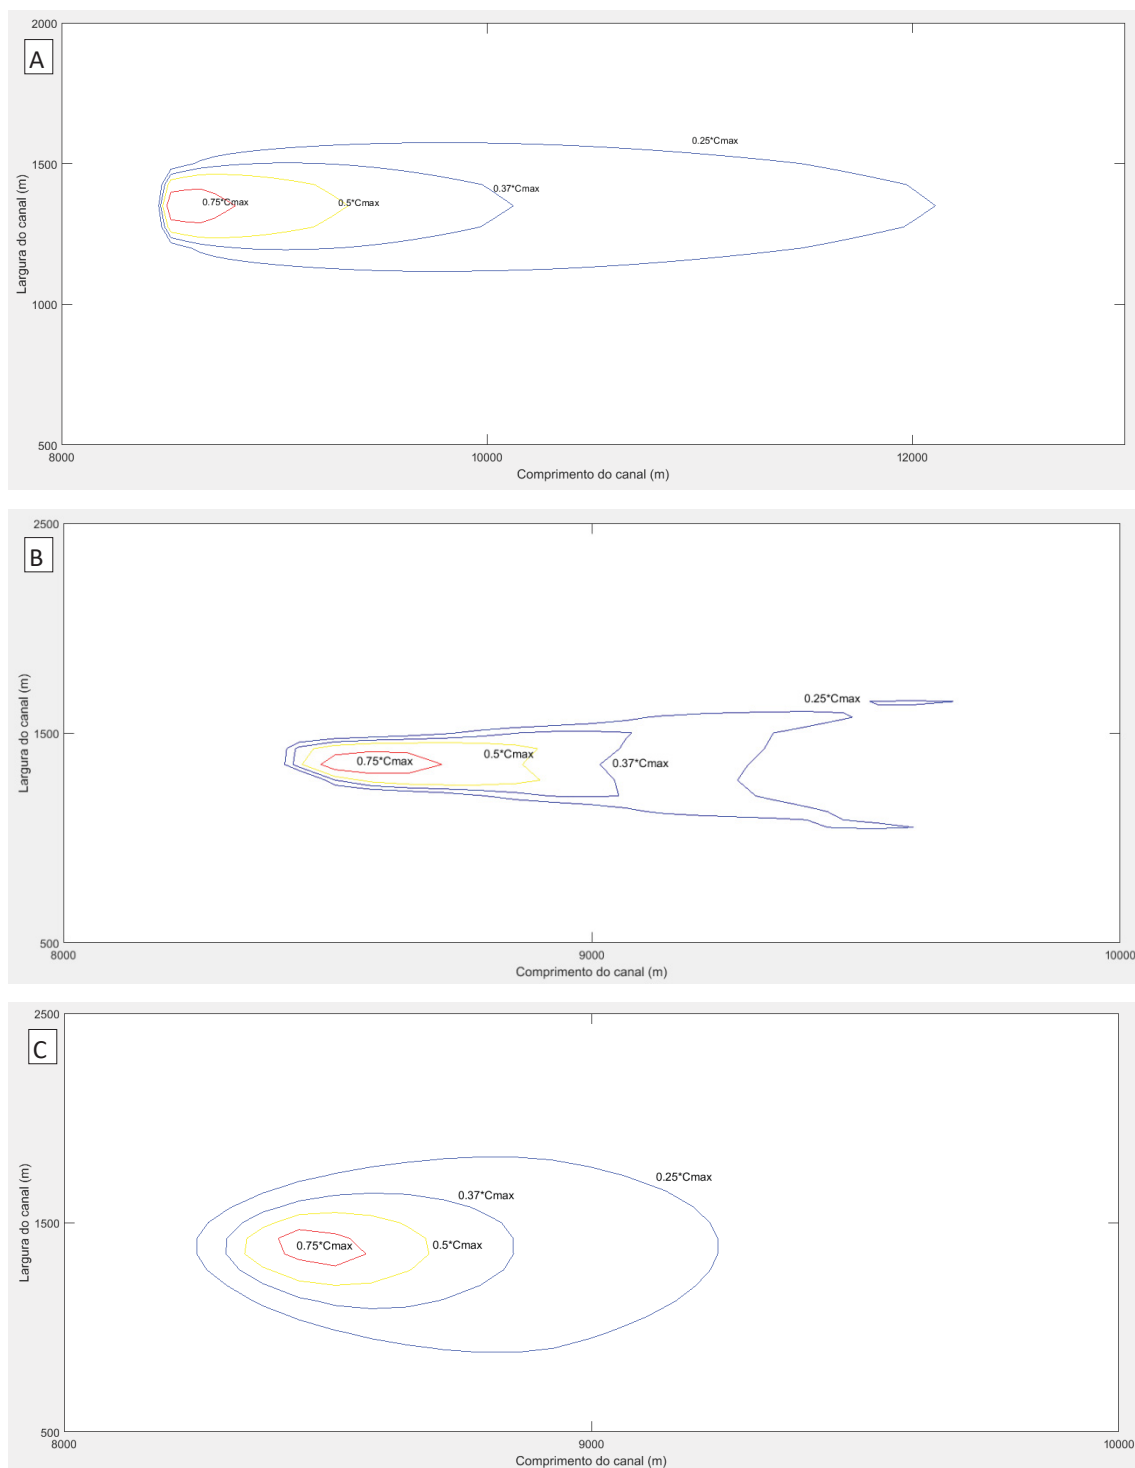 A
2000
1500
1000
500
Largura do canal (m)
0.25*Cmax
0.37*Cmax
0.75*Cmax
0.5*Cmax
8000
10000
12000
Comprimento do canal (m)
B
2500
1500
500
Largura do canal (m)
0.25*Cmax
0.5*Cmax
0.75*Cmax
0.37*Cmax
8000
9000
10000
Comprimento do canal (m)
C
2500
1500
500
Largura do canal (m)
0.25*Cmax
0.37*Cmax
0.75*Cmax
0.5*Cmax
8000
9000
10000
Comprimento do canal (m)